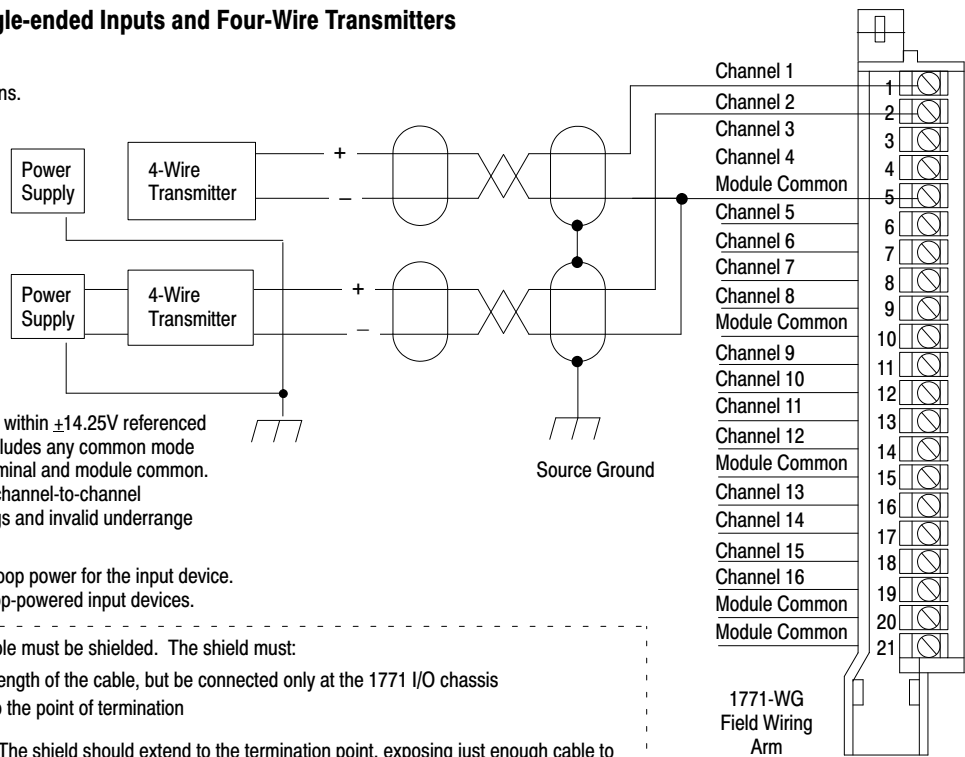 gle-ended Inputs and Four-Wire Transmitters
ns.
Power Supply
4-Wire Transmitter
+
–
Power Supply
4-Wire Transmitter
+
–
within ±14.25V referenced
ludes any common mode
minal and module common.
channel-to-channel
gs and invalid underrange
Source Ground
oop power for the input device.
op-powered input devices.
ble must be shielded. The shield must:
ength of the cable, but be connected only at the 1771 I/O chassis
o the point of termination
The shield should extend to the termination point, exposing just enough cable to
Channel 1 1
Channel 2 2
Channel 3 3
Channel 4 4
Module Common 5
Channel 5 6
Channel 6 7
Channel 7 8
Channel 8 9
Module Common 10
Channel 9 11
Channel 10 12
Channel 11 13
Channel 12 14
Module Common 15
Channel 13 16
Channel 14 17
Channel 15 18
Channel 16 19
Module Common 20
Module Common 21
1771-WG
Field Wiring
Arm